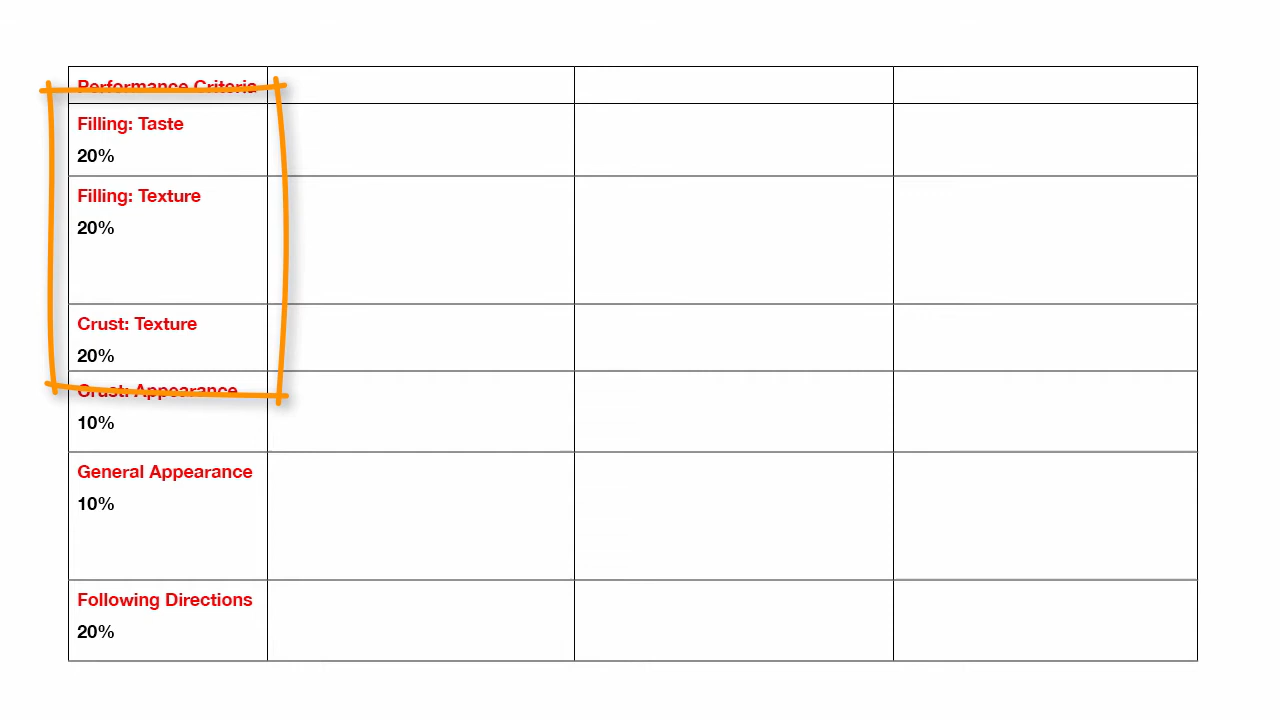 Performance Criteria
Filling: Taste
20%
Filling: Texture
20%
Crust: Texture
20%
Crust: Appearance
10%
General Appearance
10%
Following Directions
20%